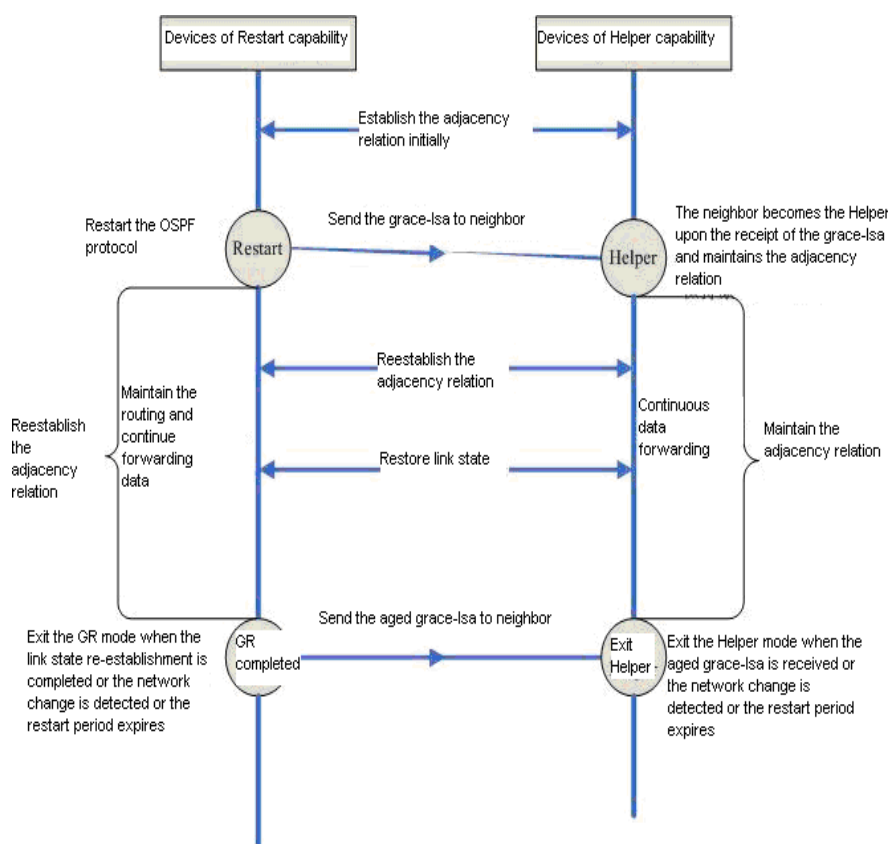 Devices of Restart capability
Devices of Helper capability
Establish the adjacency
relation initially
Restart the OSPF
protocol
Restart
Send the grace-lsa to neighbor
Helper
The neighbor becomes the Helper
upon the receipt of the grace-lsa
and maintains the adjacency
relation
Reestablish the
adjacency relation
Reestablish
the
adjacency
relation
Maintain the
routing and
continue
forwarding
data
Continuous
data
forwarding
Maintain the
adjacency relation
Restore link state
Send the aged grace-lsa to neighbor
Exit the GR mode when the
link state re-establishment is
completed or the network
change is detected or the
restart period expires
GR
completed
Exit
Helper
Exit the Helper mode when the
aged grace-lsa is received or
the network change is
detected or the restart period
expires